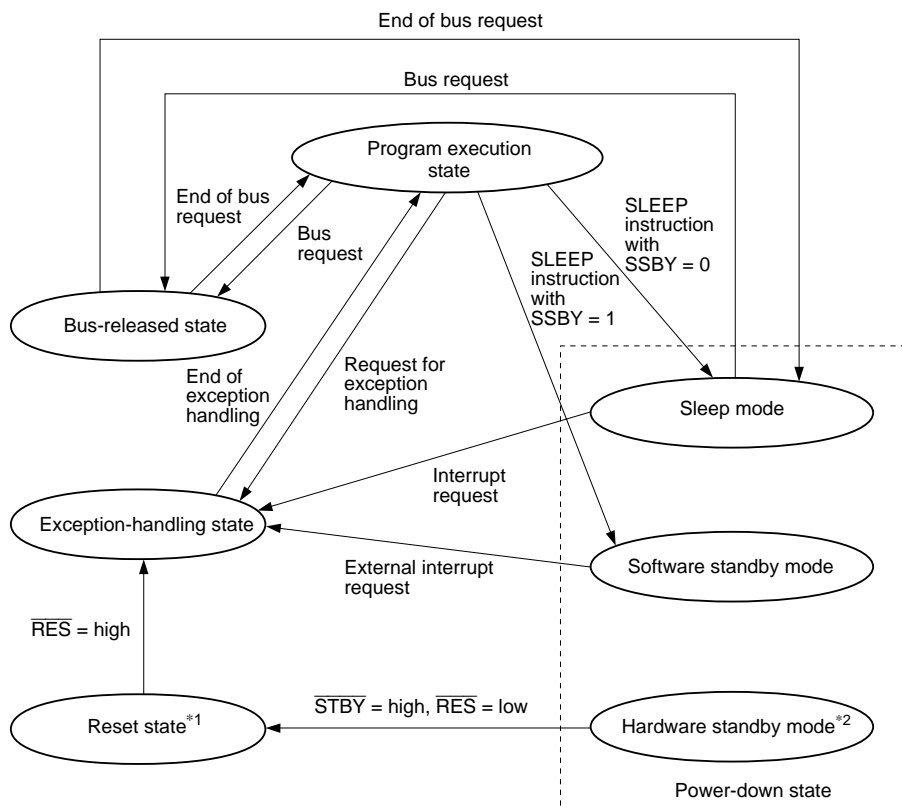 End of bus request
Bus request
Program execution
state
End of bus
request
Bus
request
SLEEP
instruction
with
SSBY = 0
SLEEP
instruction
with
SSBY = 1
Bus-released state
End of
exception
handling
Request for
exception
handling
Sleep mode
Interrupt
request
Exception-handling state
External interrupt
request
Software standby mode
R̅E̅S̅ = high
S̅T̅B̅Y̅ = high, R̅E̅S̅ = low
Reset state*1
Hardware standby mode*2
Power-down state